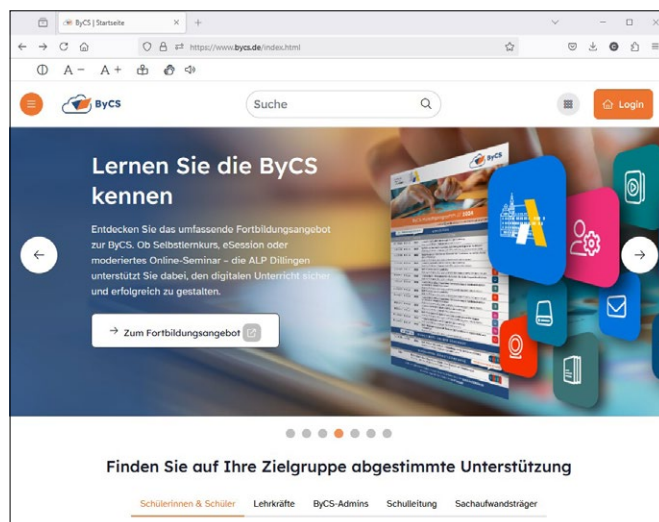 ByCS | Startseite
https://www.bycs.de/index.html
A − A +
ByCS
Suche
Login
Lernen Sie die ByCS
kennen
Entdecken Sie das umfassende Fortbildungsangebot
zur ByCS. Ob Selbstlernkurs, eSession oder
moderiertes Online-Seminar – die ALP Dillingen
unterstützt Sie dabei, den digitalen Unterricht sicher
und erfolgreich zu gestalten.
Zum Fortbildungsangebot
ByCS
Finden Sie auf Ihre Zielgruppe abgestimmte Unterstützung
Schülerinnen & Schüler Lehrkräfte ByCS-Admins Schulleitung Sachaufwandsträger